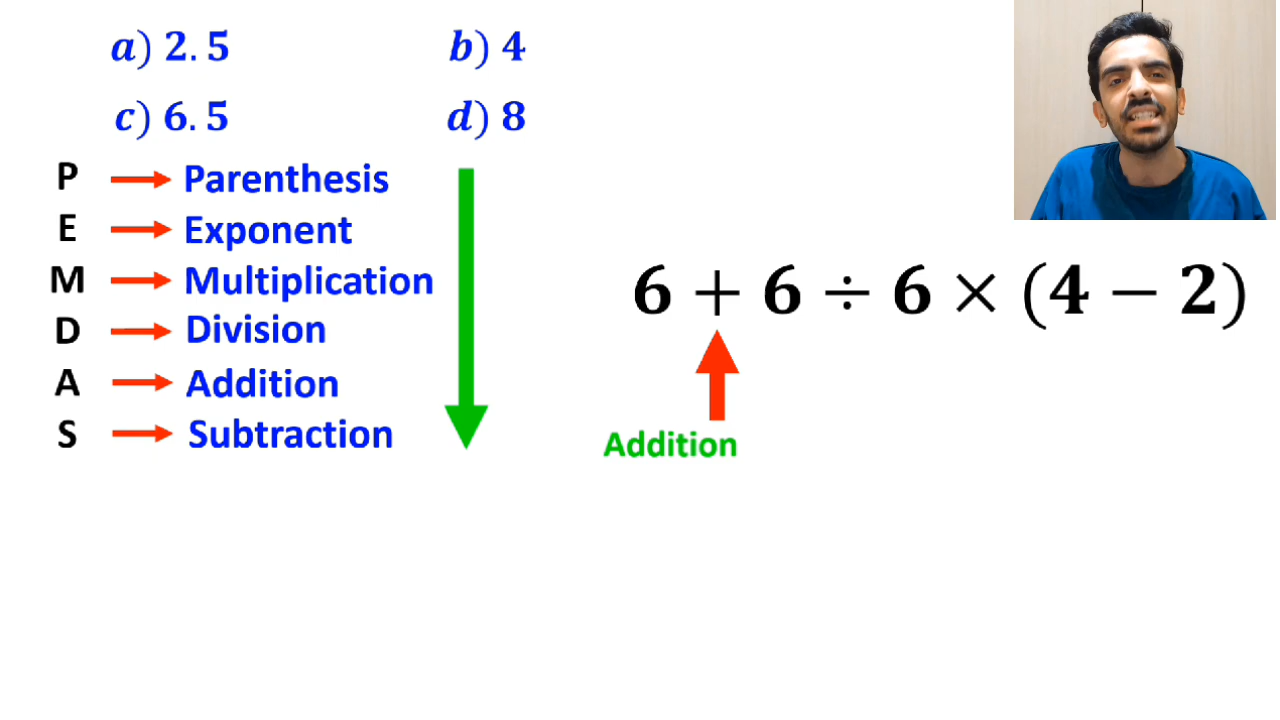 a) 2.5 b) 4
c) 6.5 d) 8
P Parenthesis
E Exponent
M Multiplication
D Division
A Addition
S Subtraction
6 + 6 ÷ 6 × (4 − 2)
Addition